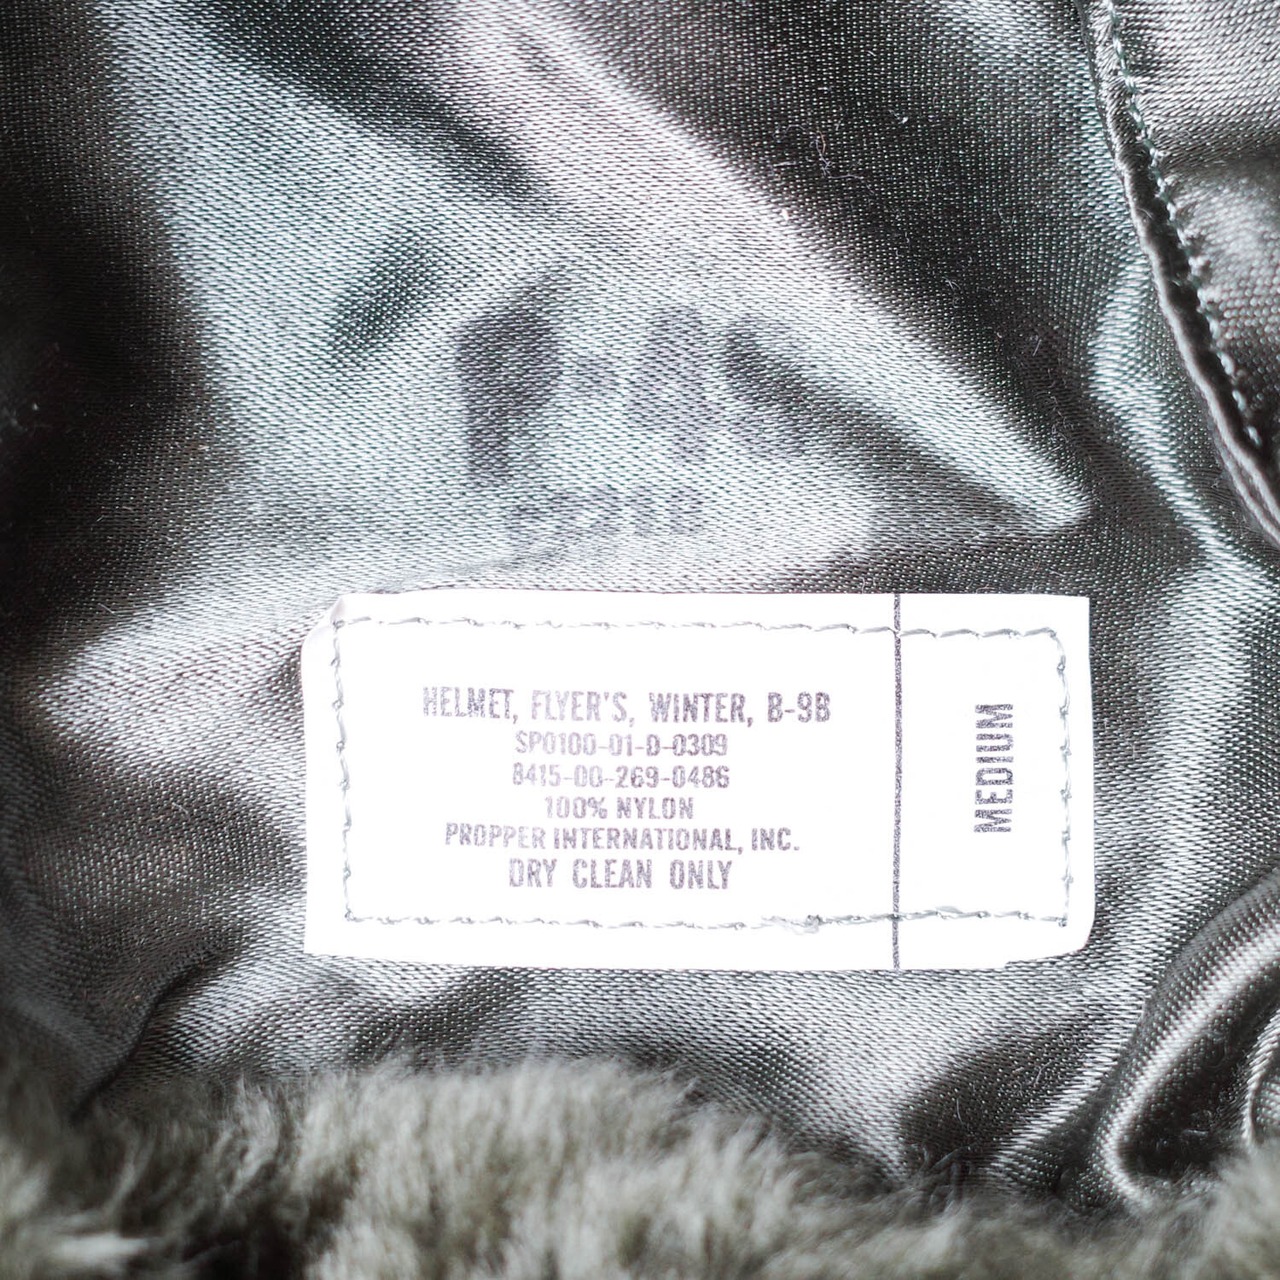 HELMET, FLYER'S, WINTER, B-9B
SPO100-01-D-0309
8415-00-269-0486
100% NYLON
PROPPER INTERNATIONAL, INC.
DRY CLEAN ONLY
MEDIUM